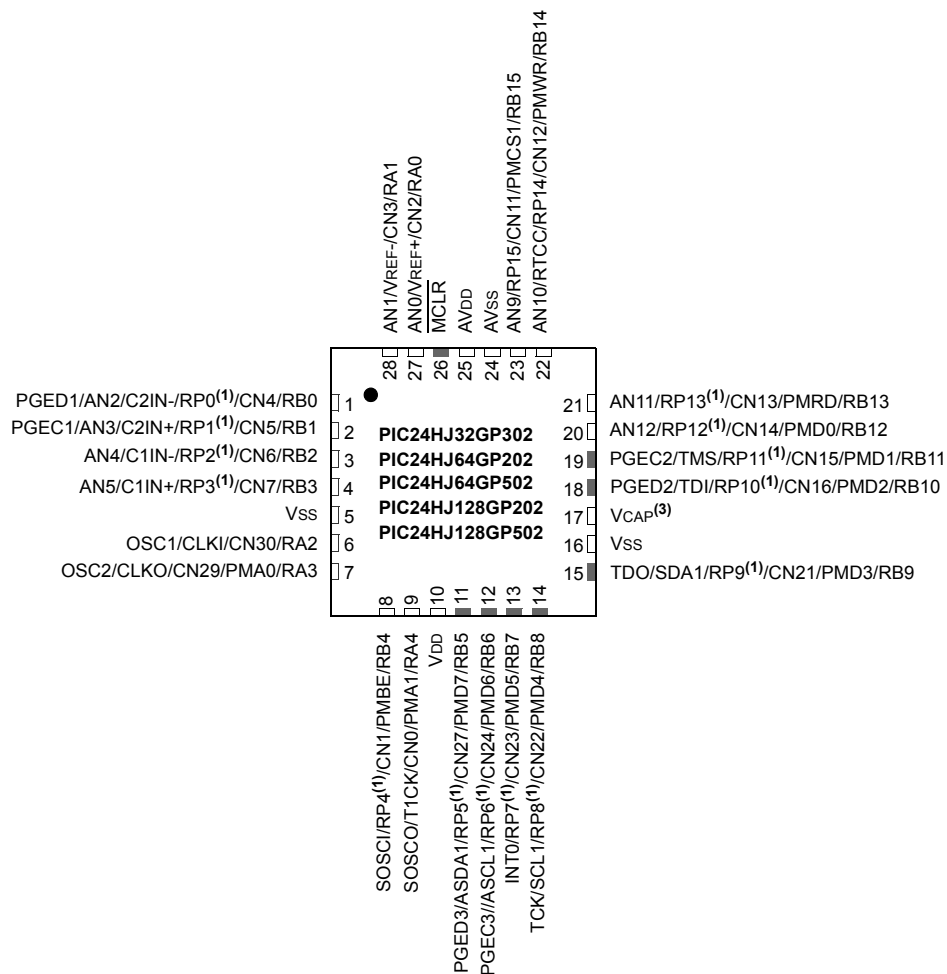 AN1/VREF-/CN3/RA1
AN0/VREF+/CN2/RA0
MCLR
AVDD
AVSS
AN9/RP15/CN11/PMCS1/RB15
AN10/RTCC/RP14/CN12/PMWR/RB14
28
27
26
25
24
23
22
PGED1/AN2/C2IN-/RP0(1)/CN4/RB0 1
PGEC1/AN3/C2IN+/RP1(1)/CN5/RB1 2
AN4/C1IN-/RP2(1)/CN6/RB2 3
AN5/C1IN+/RP3(1)/CN7/RB3 4
VSS 5
OSC1/CLKI/CN30/RA2 6
OSC2/CLKO/CN29/PMA0/RA3 7
PIC24HJ32GP302
PIC24HJ64GP202
PIC24HJ64GP502
PIC24HJ128GP202
PIC24HJ128GP502
21 AN11/RP13(1)/CN13/PMRD/RB13
20 AN12/RP12(1)/CN14/PMD0/RB12
19 PGEC2/TMS/RP11(1)/CN15/PMD1/RB11
18 PGED2/TDI/RP10(1)/CN16/PMD2/RB10
17 VCAP(3)
16 VSS
15 TDO/SDA1/RP9(1)/CN21/PMD3/RB9
8
9
10
11
12
13
14
SOSCI/RP4(1)/CN1/PMBE/RB4
SOSCO/T1CK/CN0/PMA1/RA4
VDD
PGED3/ASDA1/RP5(1)/CN27/PMD7/RB5
PGEC3//ASCL1/RP6(1)/CN24/PMD6/RB6
INT0/RP7(1)/CN23/PMD5/RB7
TCK/SCL1/RP8(1)/CN22/PMD4/RB8